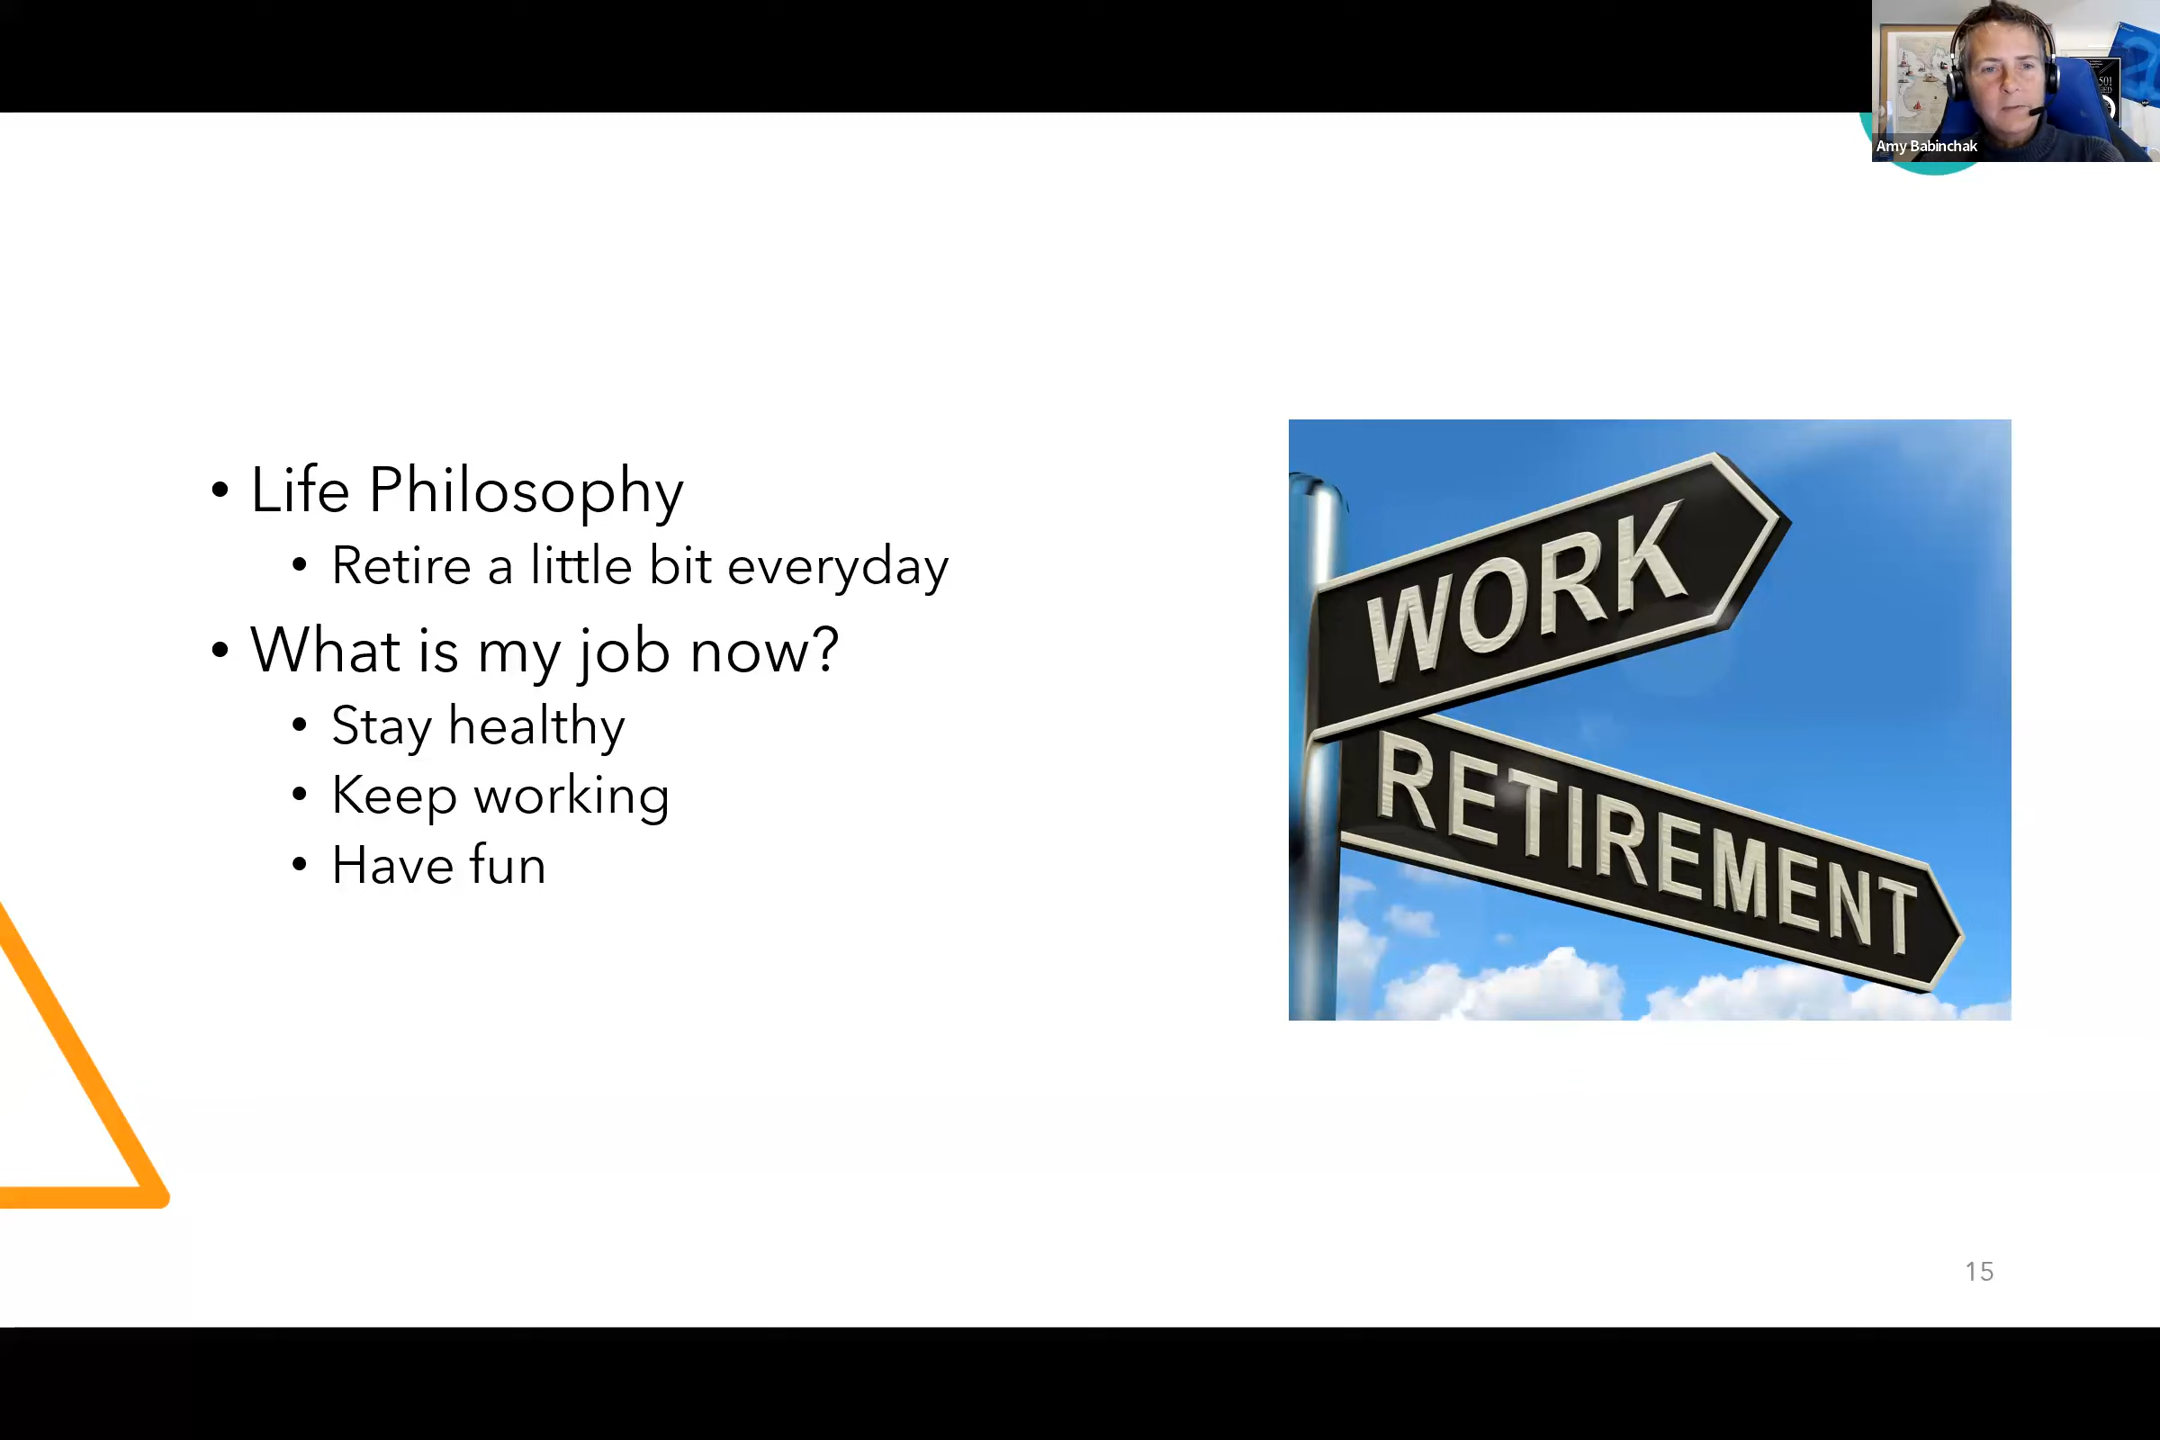 Amy Babinchak
• Life Philosophy
• Retire a little bit everyday
• What is my job now?
• Stay healthy
• Keep working
• Have fun
WORK
RETIREMENT
15